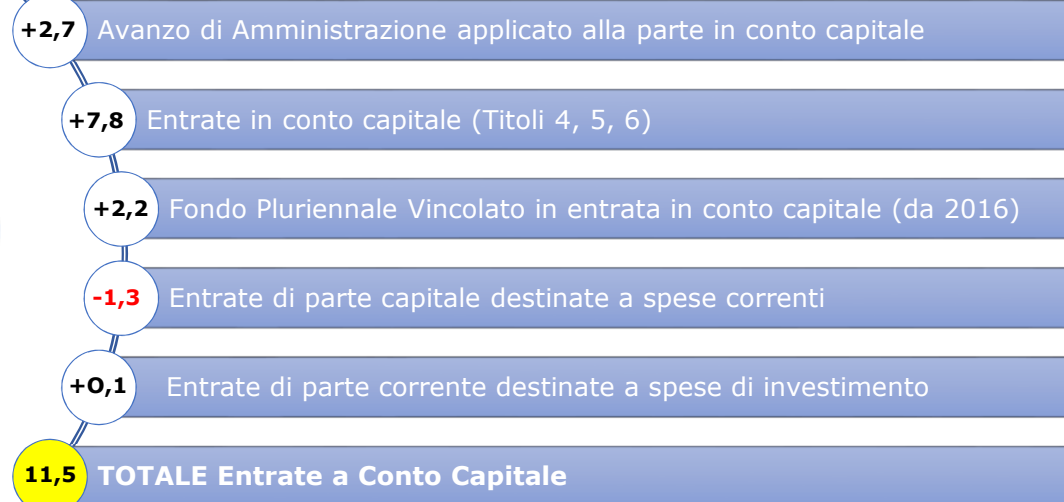 +2,7 Avanzo di Amministrazione applicato alla parte in conto capitale
+7,8 Entrate in conto capitale (Titoli 4, 5, 6)
+2,2 Fondo Pluriennale Vincolato in entrata in conto capitale (da 2016)
-1,3 Entrate di parte capitale destinate a spese correnti
+O,1 Entrate di parte corrente destinate a spese di investimento
11,5 TOTALE Entrate a Conto Capitale